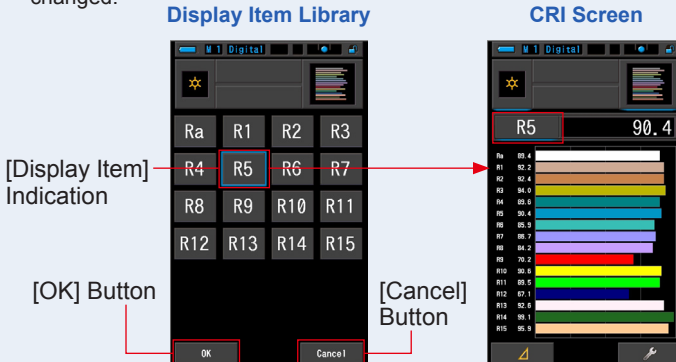 changed.
Display Item Library
CRI Screen
M 1 Digital
M 1 Digital
Ra R1 R2 R3
R4 R5 R6 R7
R8 R9 R10 R11
R12 R13 R14 R15
OK
Cancel
[Display Item]
Indication
[OK] Button
[Cancel]
Button
R5 90.4
Ra 89.4
R1 92.2
R2 92.4
R3 94.0
R4 89.6
R5 90.4
R6 85.9
R7 86.7
R8 84.2
R9 70.2
R10 90.6
R11 89.5
R12 67.1
R13 92.6
R14 99.1
R15 95.9